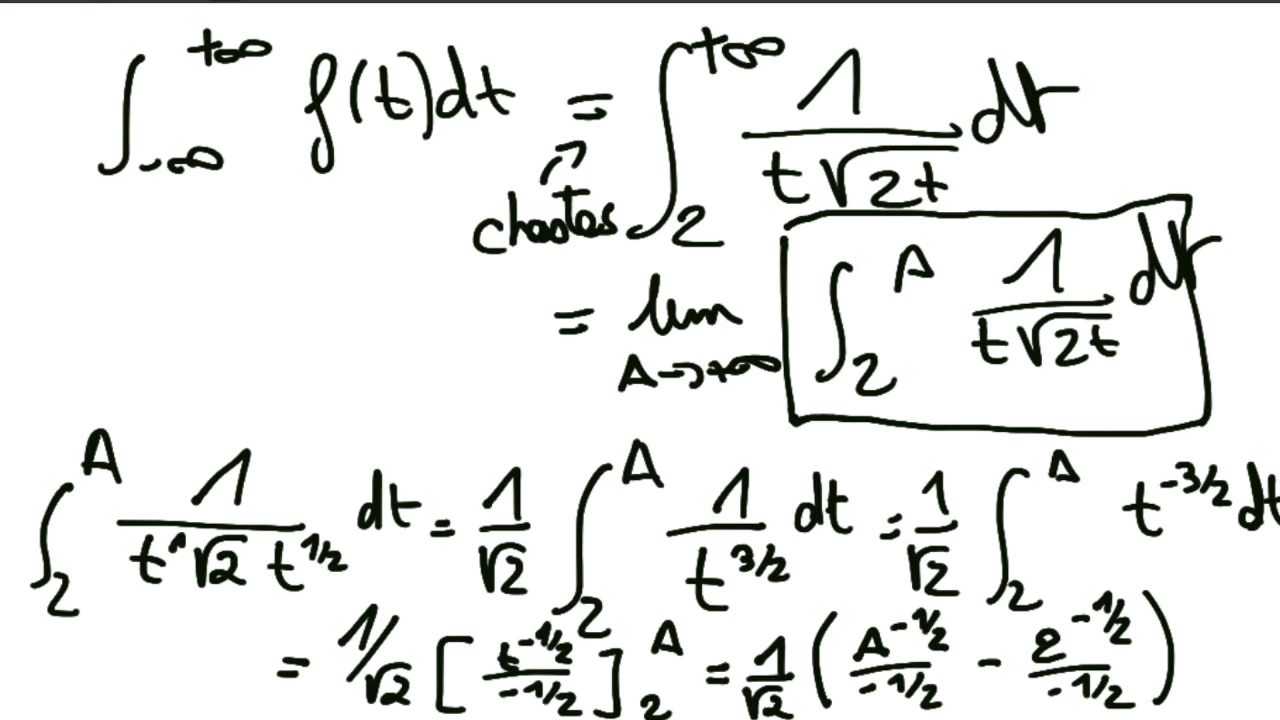 ∫_{-∞}^{+∞} f(t)dt = ∫_2^{+∞} 1/(t√2t) dt
chasles
= lim_{A→+∞} ∫_2^A 1/(t√2t) dt
∫_2^A 1/(t^1 √2 t^{1/2}) dt = 1/√2 ∫_2^A 1/t^{3/2} dt = 1/√2 ∫_2^A t^{-3/2} dt
= 1/√2 [t^{-1/2}/(-1/2)]_2^A = 1/√2 (A^{-1/2}/(-1/2) - 2^{-1/2}/(-1/2))